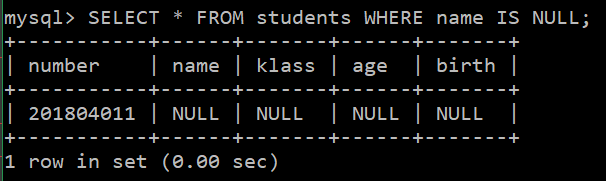 mysql> SELECT * FROM students WHERE name IS NULL;
+-----------+------+-------+------+-------+
| number    | name | klass | age  | birth |
+-----------+------+-------+------+-------+
| 201804011 | NULL | NULL  | NULL | NULL  |
+-----------+------+-------+------+-------+
1 row in set (0.00 sec)